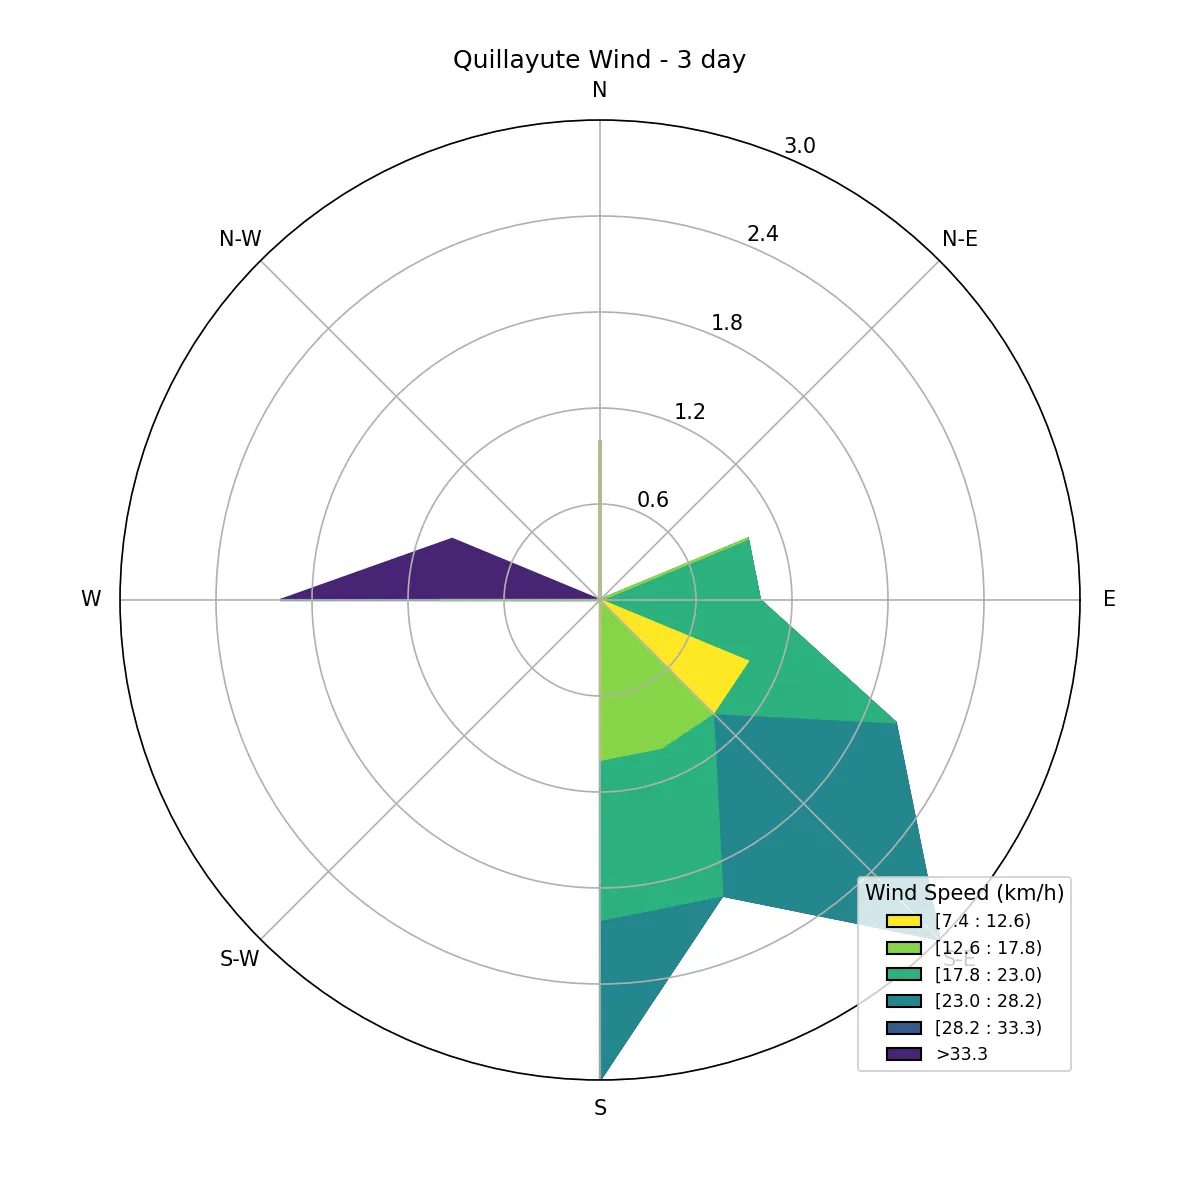 Quillayute Wind - 3 day
N
3.0
N-W
N-E
2.4
1.8
1.2
0.6
W
E
Wind Speed (km/h)
[7.4 : 12.6)
[12.6 : 17.8)
S-W
S-E
[17.8 : 23.0)
[23.0 : 28.2)
[28.2 : 33.3)
>33.3
S